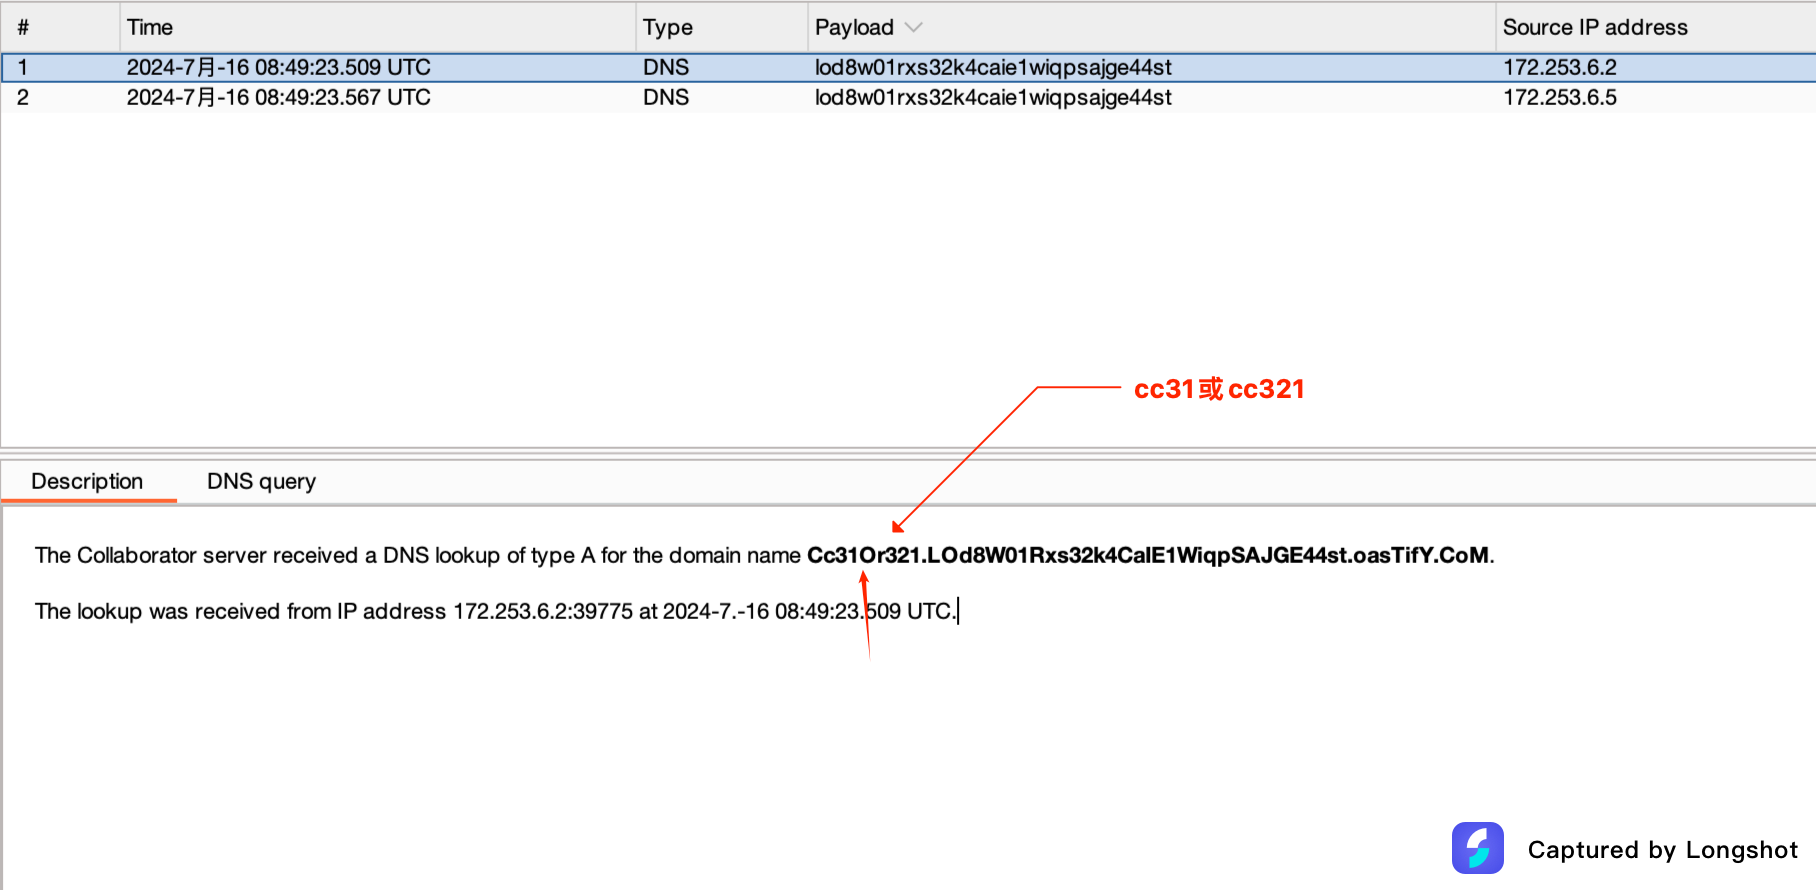 # Time Type Payload Source IP address
1 2024-7月-16 08:49:23.509 UTC DNS lod8w01rxs32k4caie1wiqpsajge44st 172.253.6.2
2 2024-7月-16 08:49:23.567 UTC DNS lod8w01rxs32k4caie1wiqpsajge44st 172.253.6.5
cc31或cc321
Description DNS query
The Collaborator server received a DNS lookup of type A for the domain name Cc31Or321.LOd8W01Rxs32k4CaIE1WiqpSAJGE44st.oasTifY.CoM.
The lookup was received from IP address 172.253.6.2:39775 at 2024-7.-16 08:49:23.509 UTC.
Captured by Longshot